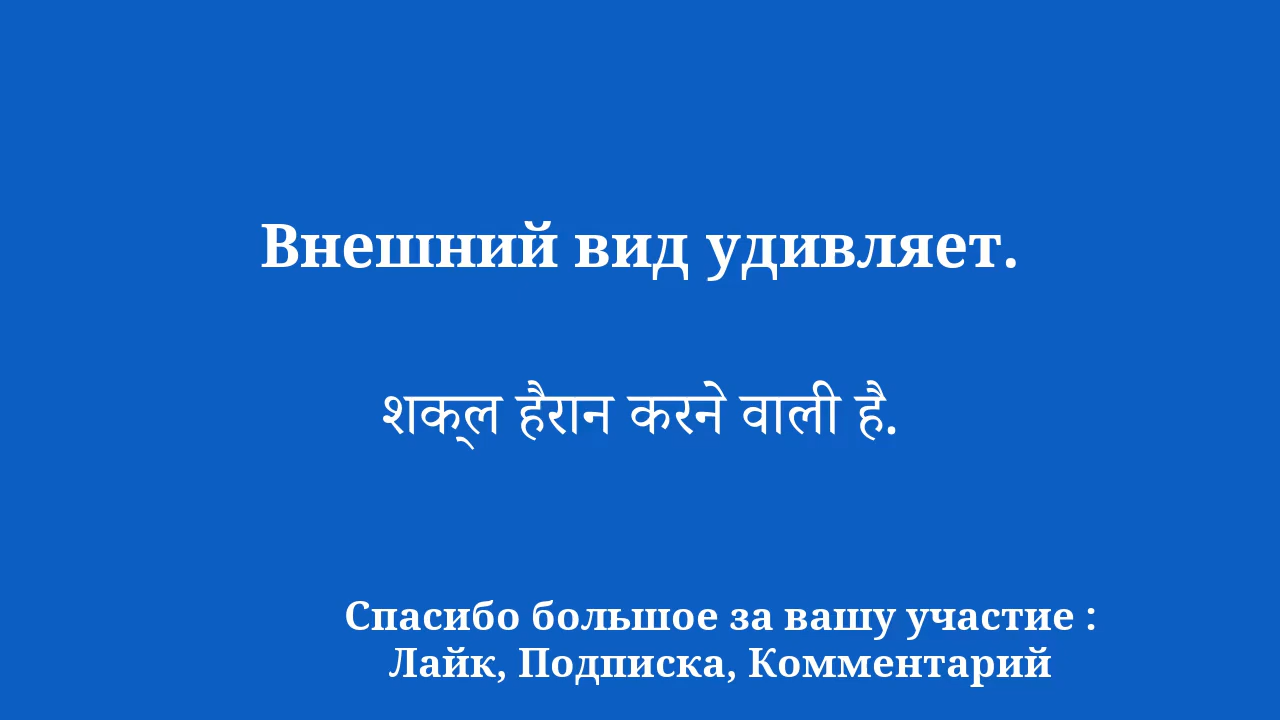 Внешний вид удивляет.
शक्‌ल हैरान करने वाली है.
Спасибо большое за вашу участие :
Лайк, Подписка, Комментарий